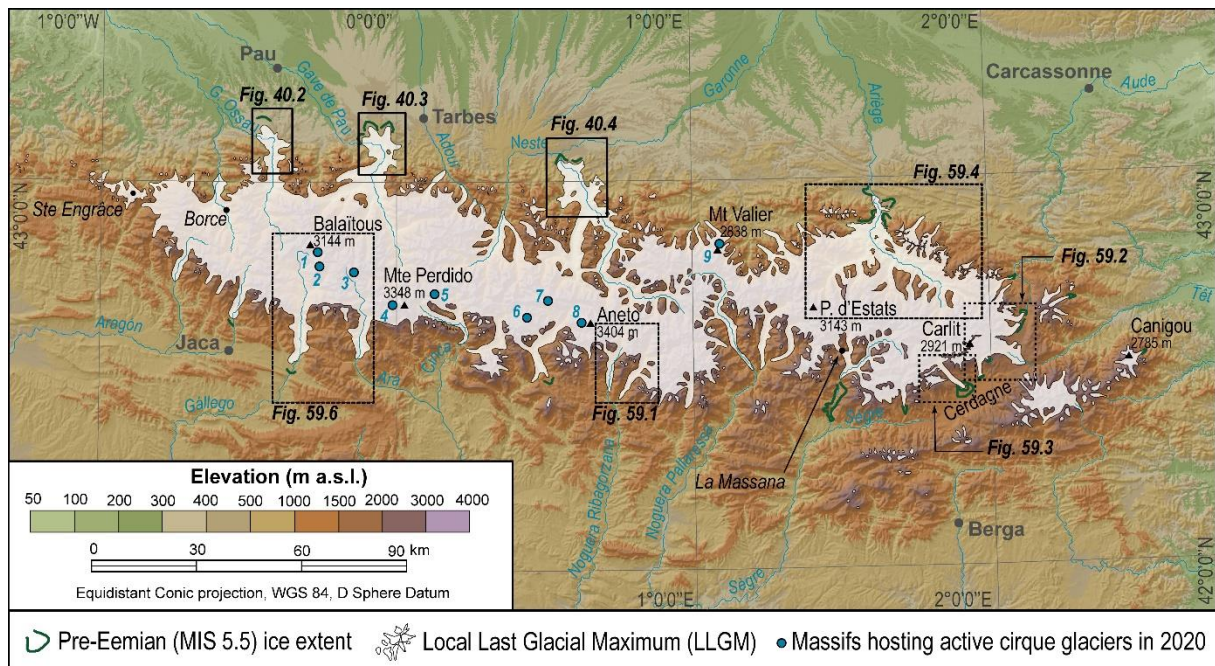 1°0'0"W
0°0'0"
1°0'0"E
2°0'0"E
Pau
Gave de Pau
Garonne
Carcassonne
Aude
Fig. 40.2
Fig. 40.3
Tarbes
G. Ossau
Adour
Neste
Fig. 40.4
Ariège
Fig. 59.4
43°0'0"N
43°0'0"N
Ste Engrâce
Borce
Balaïtous
3144 m
Mt Valier
2838 m
Fig. 59.2
1
2
3
Mte Perdido
3348 m
4
5
6
7
8
9
Têt
Aneto
3404 m
P. d'Estats
3143 m
Carlit
2921 m
Canigou
2785 m
Aragon
Jaca
Gállego
Ara
Cinca
Fig. 59.6
Fig. 59.1
Segre
Cerdagne
Fig. 59.3
La Massana
Noguera Ribagorzana
Noguera Pallaresa
Sègre
Berga
42°0'0"N
1°0'0"E
2°0'0"E
Elevation (m a.s.l.)
50 100 200 300 400 500 1000 1500 2000 3000 4000
0 30 60 90 km
Equidistant Conic projection, WGS 84, D Sphere Datum
Pre-Eemian (MIS 5.5) ice extent
Local Last Glacial Maximum (LLGM)
Massifs hosting active cirque glaciers in 2020